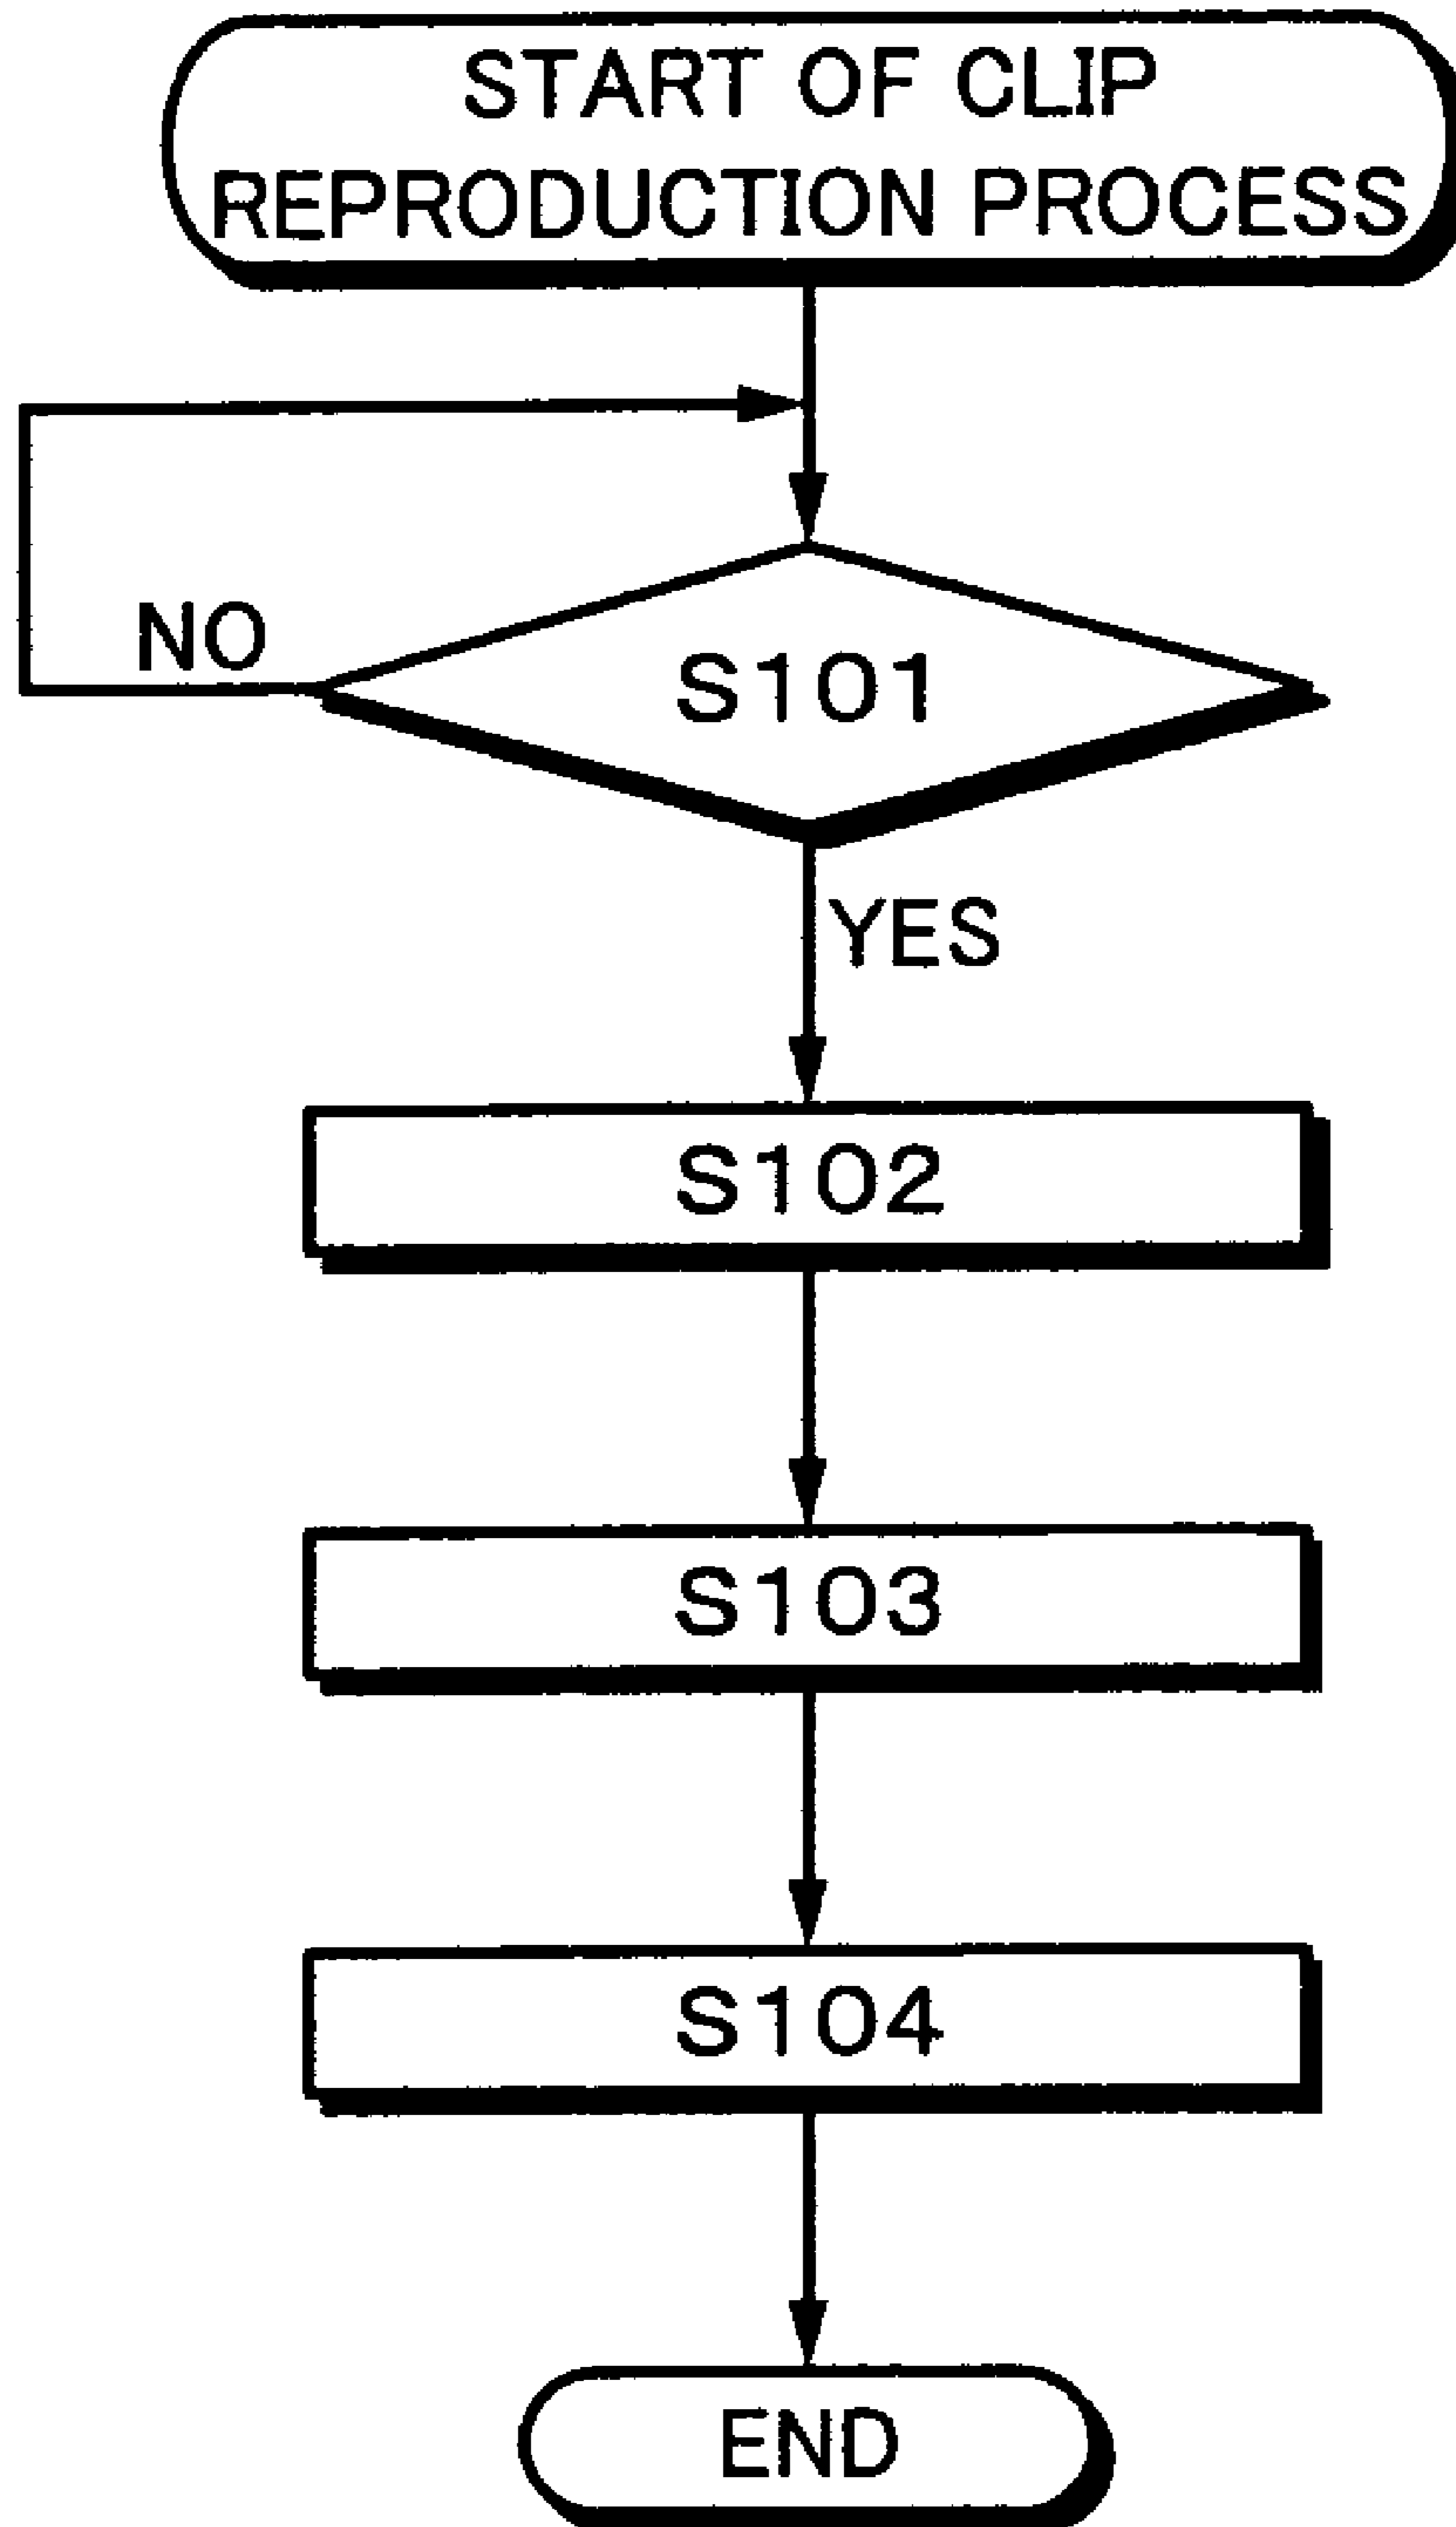 START OF CLIP
REPRODUCTION PROCESS
NO
S101
YES
S102
S103
S104
END